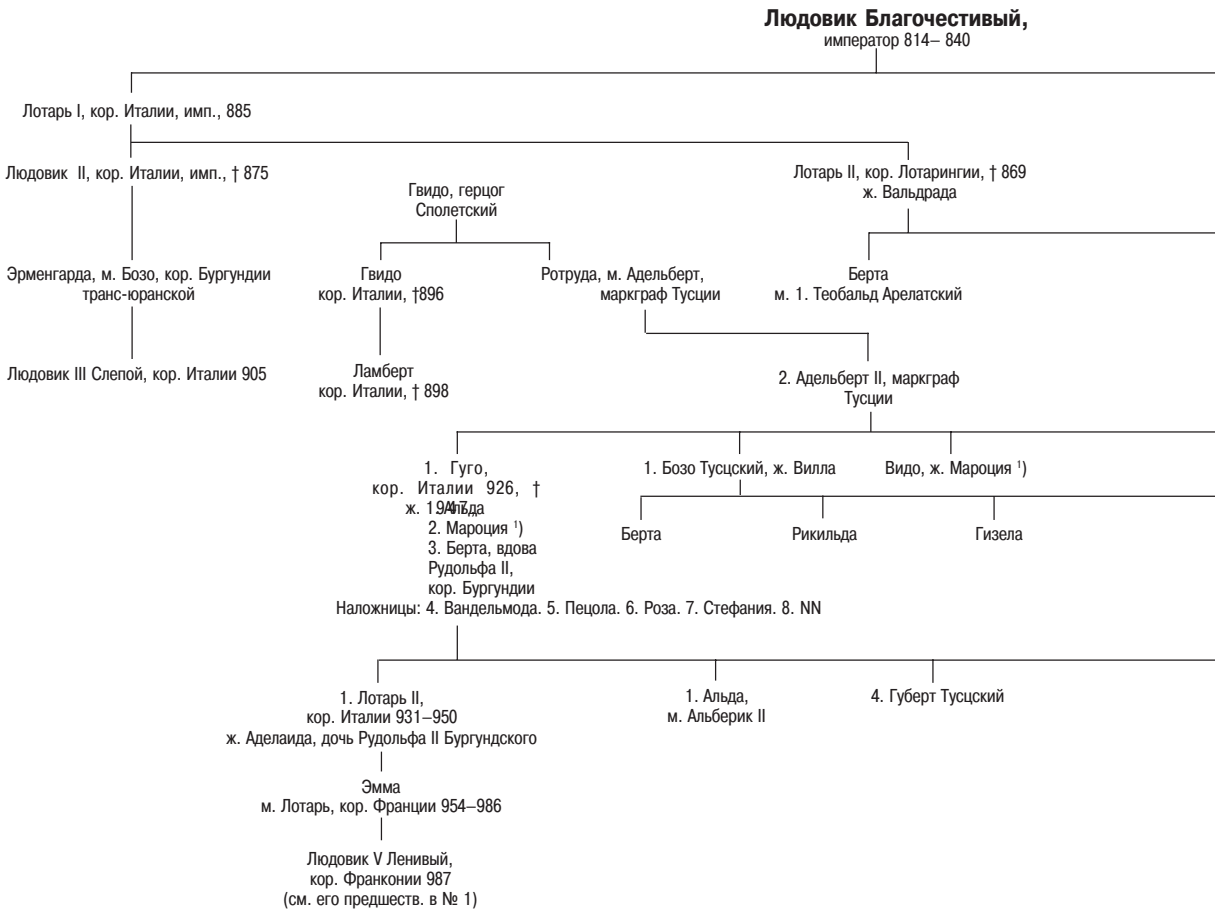 Людовик Благочестивый,
император 814– 840
Лотарь I, кор. Италии, имп., 885
Людовик II, кор. Италии, имп., † 875
Лотарь II, кор. Лотарингии, † 869
ж. Вальдрада
Гвидо, герцог
Сполетский
Эрменгарда, м. Бозо, кор. Бургундии
транс-юранской
Гвидо
кор. Италии, †896
Ротруда, м. Адельберт,
маркграф Тусции
Берта
м. 1. Теобальд Арелатский
Людовик III Слепой, кор. Италии 905
Ламберт
кор. Италии, † 898
2. Адельберт II, маркграф
Тусции
1. Гуго,
кор. Италии 926, †
947,
ж. 1. Альда
2. Мароция ¹)
3. Берта, вдова
Рудольфа II,
кор. Бургундии
1. Бозо Тусцский, ж. Вилла
Видо, ж. Мароция ¹)
Берта
Рикильда
Гизела
Наложницы: 4. Вандельмода. 5. Пецола. 6. Роза. 7. Стефания. 8. NN
1. Лотарь II,
кор. Италии 931–950
ж. Аделаида, дочь Рудольфа II Бургундского
1. Альда,
м. Альберик II
4. Губерт Тусцский
Эмма
м. Лотарь, кор. Франции 954–986
Людовик V Ленивый,
кор. Франконии 987
(см. его предшеств. в № 1)